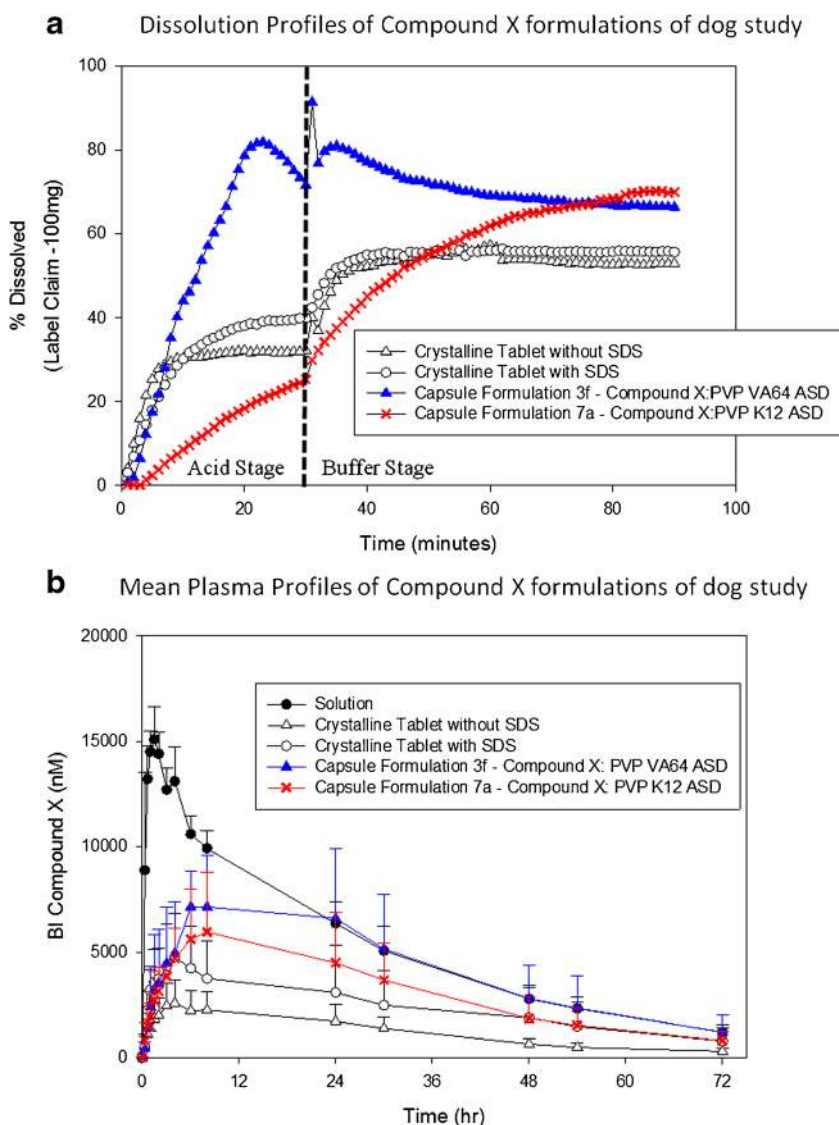 a
Dissolution Profiles of Compound X formulations of dog study
% Dissolved
(Label Claim -100mg)
100
80
60
40
20
0
Crystalline Tablet without SDS
Crystalline Tablet with SDS
Capsule Formulation 3f - Compound X:PVP VA64 ASD
Capsule Formulation 7a - Compound X:PVP K12 ASD
Acid Stage
Buffer Stage
0 20 40 60 80 100
Time (minutes)
b
Mean Plasma Profiles of Compound X formulations of dog study
BI Compound X (nM)
20000
15000
10000
5000
0
Solution
Crystalline Tablet without SDS
Crystalline Tablet with SDS
Capsule Formulation 3f - Compound X: PVP VA64 ASD
Capsule Formulation 7a - Compound X: PVP K12 ASD
0 12 24 36 48 60 72
Time (hr)